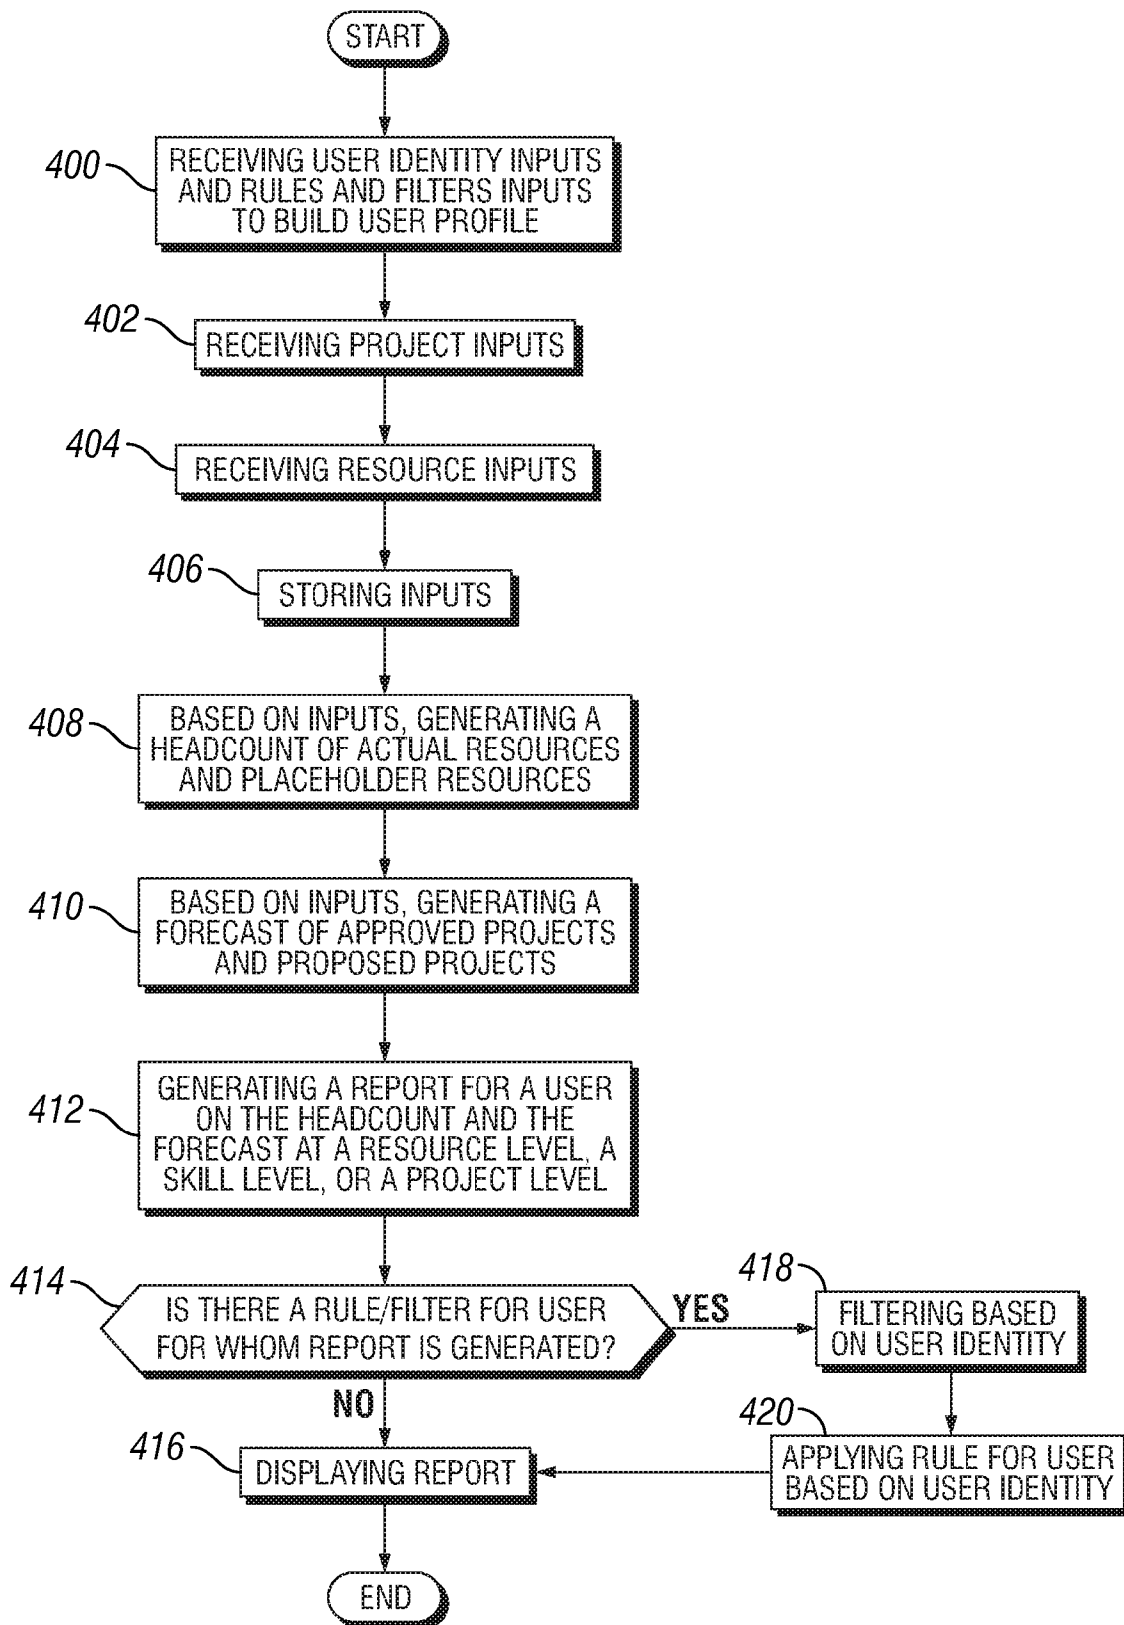 START
400
RECEIVING USER IDENTITY INPUTS
AND RULES AND FILTERS INPUTS
TO BUILD USER PROFILE
402
RECEIVING PROJECT INPUTS
404
RECEIVING RESOURCE INPUTS
406
STORING INPUTS
408
BASED ON INPUTS, GENERATING A
HEADCOUNT OF ACTUAL RESOURCES
AND PLACEHOLDER RESOURCES
410
BASED ON INPUTS, GENERATING A
FORECAST OF APPROVED PROJECTS
AND PROPOSED PROJECTS
412
GENERATING A REPORT FOR A USER
ON THE HEADCOUNT AND THE
FORECAST AT A RESOURCE LEVEL, A
SKILL LEVEL, OR A PROJECT LEVEL
414
IS THERE A RULE/FILTER FOR USER
FOR WHOM REPORT IS GENERATED?
YES
418
FILTERING BASED
ON USER IDENTITY
NO
420
APPLYING RULE FOR USER
BASED ON USER IDENTITY
416
DISPLAYING REPORT
END